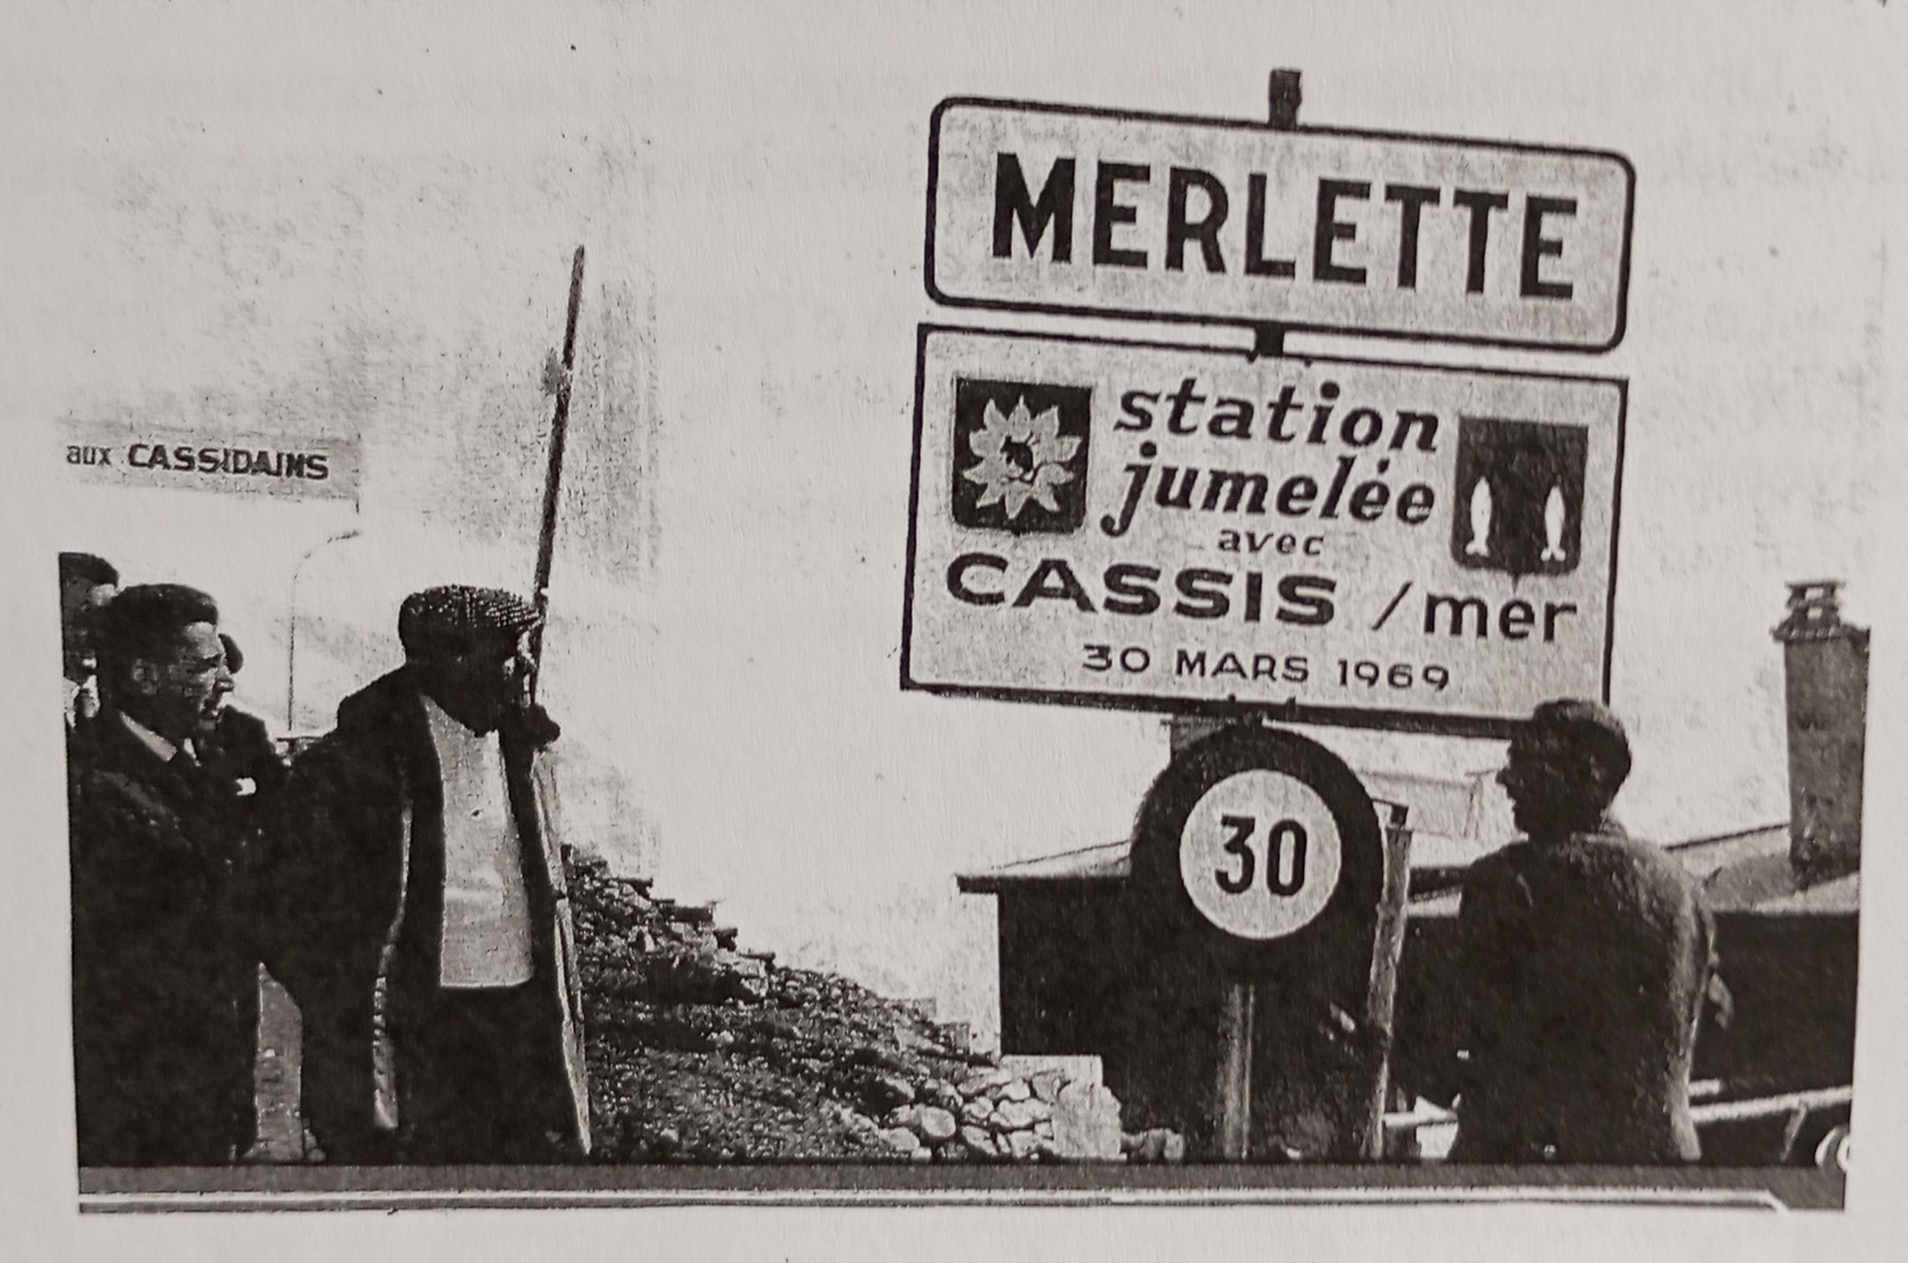 MERLETTE
station
jumelée
avec
CASSIS / mer
30 MARS 1969
30
aux CASSIDAINS